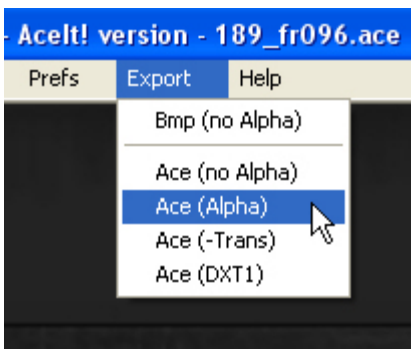 - AceIt! version - 189_fr096.ace
Prefs Export Help
Bmp (no Alpha)
Ace (no Alpha)
Ace (Alpha)
Ace (-Trans)
Ace (DXT1)